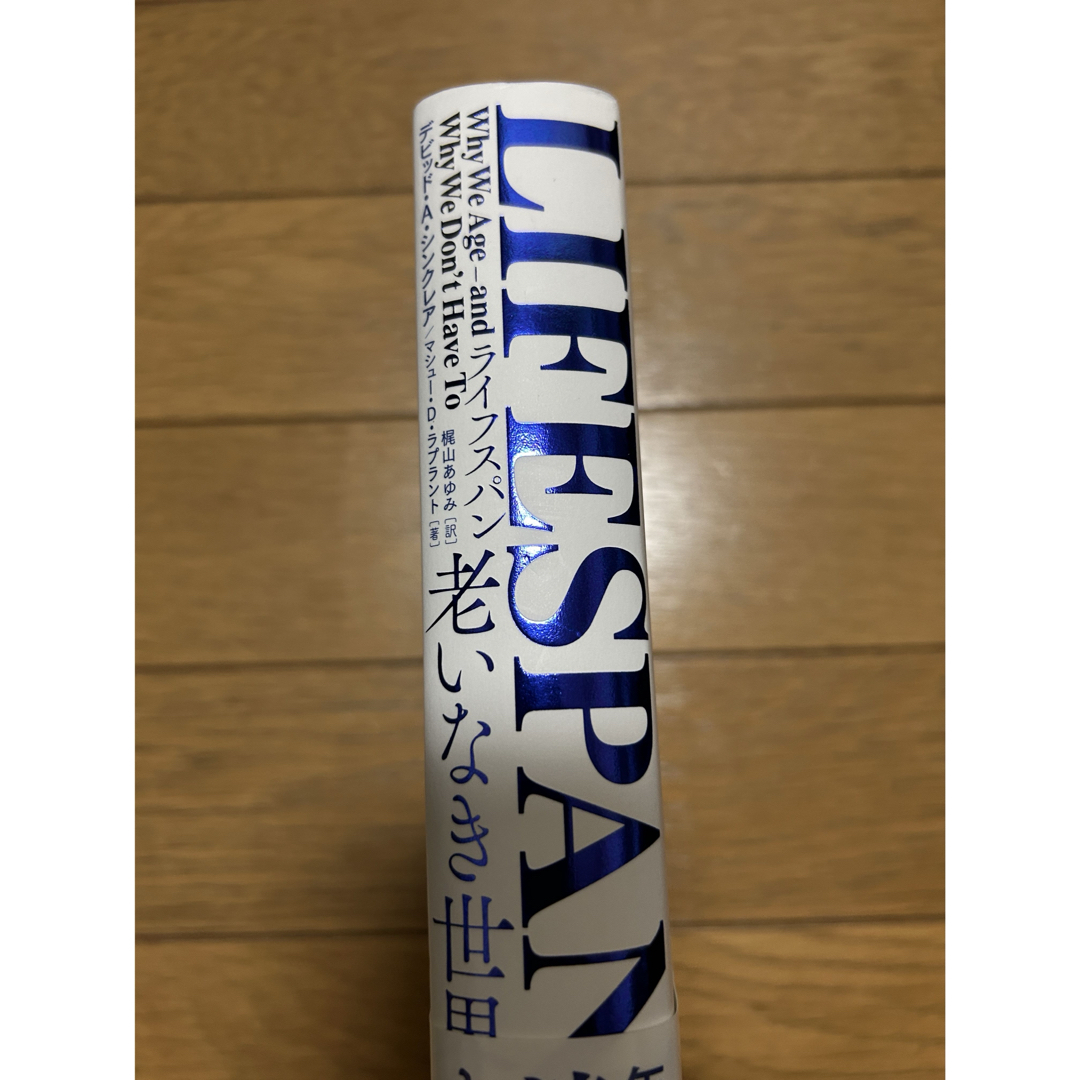 LIFESPAN
Why We Age – and
Why We Don't Have To
ライフスパン
老いなき世
デビッド・A・シンクレア/マシュー・D・ラプラント[著]
梶山あゆみ[訳]